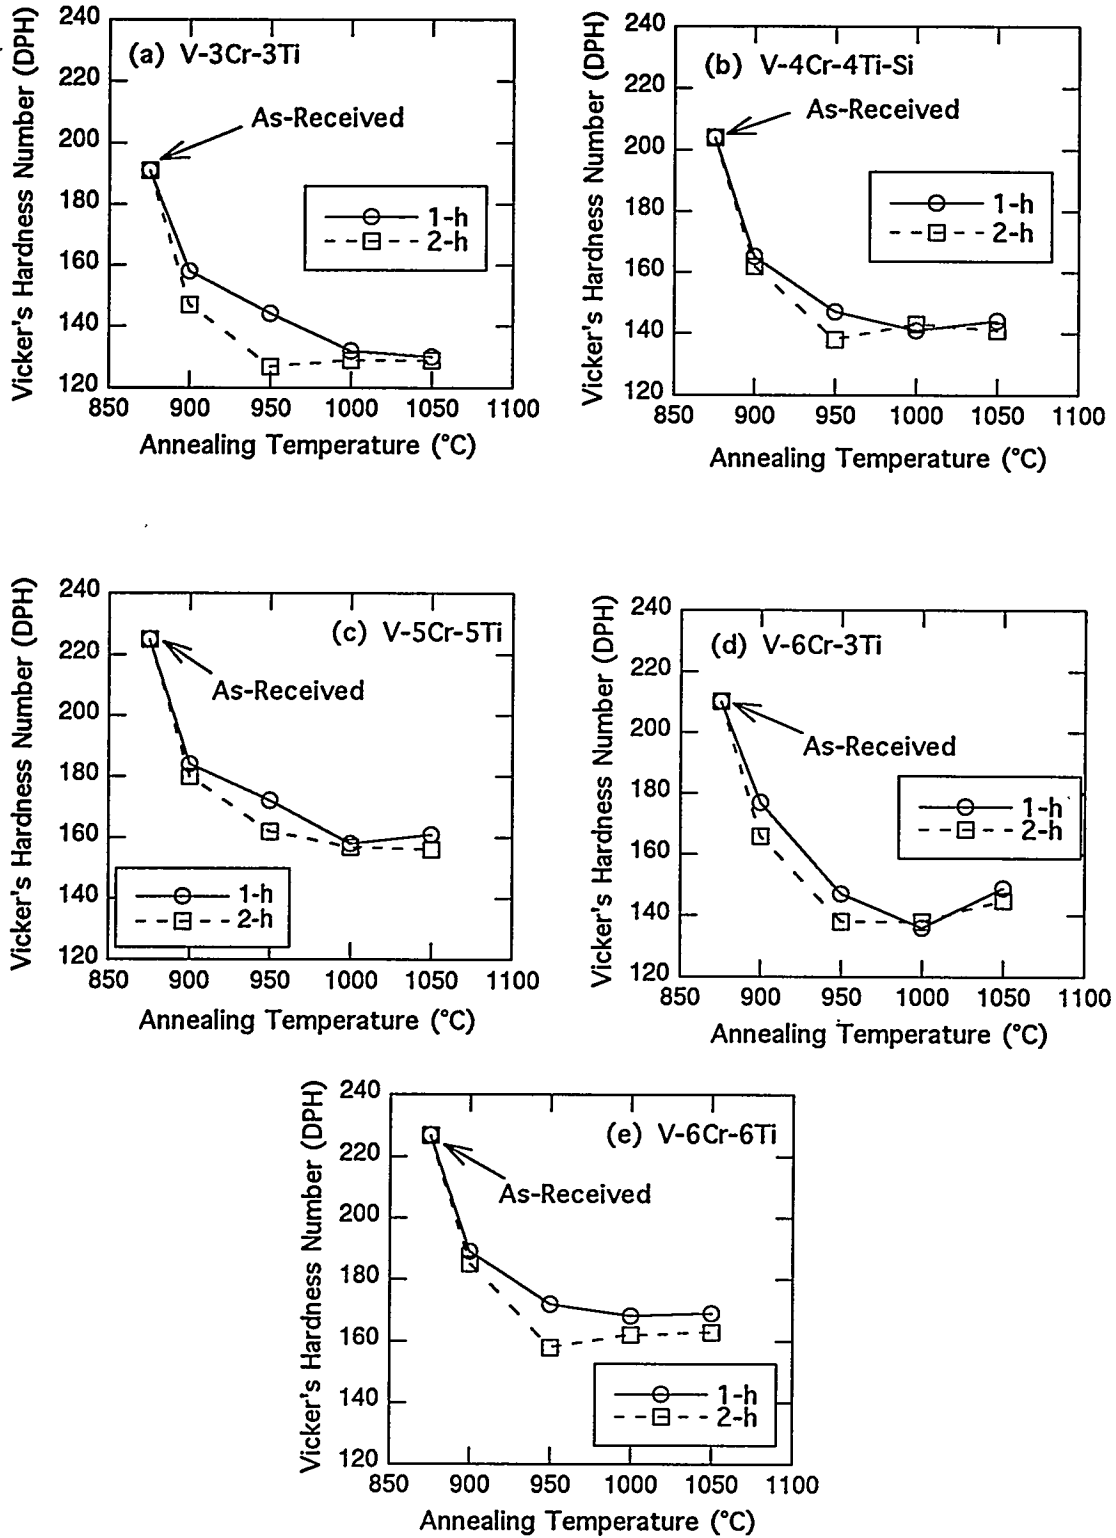 (a) V-3Cr-3Ti
As-Received
1-h
2-h
240
220
200
180
160
140
120
850 900 950 1000 1050 1100
Vicker's Hardness Number (DPH)
Annealing Temperature (°C)
(b) V-4Cr-4Ti-Si
As-Received
1-h
2-h
240
220
200
180
160
140
120
850 900 950 1000 1050 1100
Vicker's Hardness Number (DPH)
Annealing Temperature (°C)
(c) V-5Cr-5Ti
As-Received
1-h
2-h
240
220
200
180
160
140
120
850 900 950 1000 1050 1100
Vicker's Hardness Number (DPH)
Annealing Temperature (°C)
(d) V-6Cr-3Ti
As-Received
1-h
2-h
240
220
200
180
160
140
120
850 900 950 1000 1050 1100
Vicker's Hardness Number (DPH)
Annealing Temperature (°C)
(e) V-6Cr-6Ti
As-Received
1-h
2-h
240
220
200
180
160
140
120
850 900 950 1000 1050 1100
Vicker's Hardness Number (DPH)
Annealing Temperature (°C)